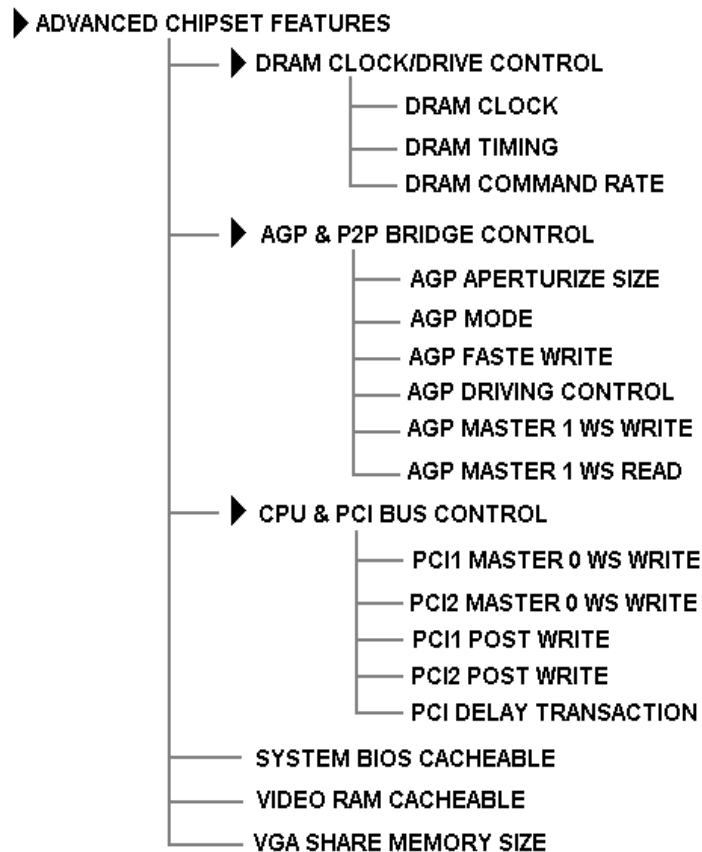 ADVANCED CHIPSET FEATURES
DRAM CLOCK/DRIVE CONTROL
DRAM CLOCK
DRAM TIMING
DRAM COMMAND RATE
AGP & P2P BRIDGE CONTROL
AGP APERTURIZE SIZE
AGP MODE
AGP FASTE WRITE
AGP DRIVING CONTROL
AGP MASTER 1 WS WRITE
AGP MASTER 1 WS READ
CPU & PCI BUS CONTROL
PCI1 MASTER 0 WS WRITE
PCI2 MASTER 0 WS WRITE
PCI1 POST WRITE
PCI2 POST WRITE
PCI DELAY TRANSACTION
SYSTEM BIOS CACHEABLE
VIDEO RAM CACHEABLE
VGA SHARE MEMORY SIZE